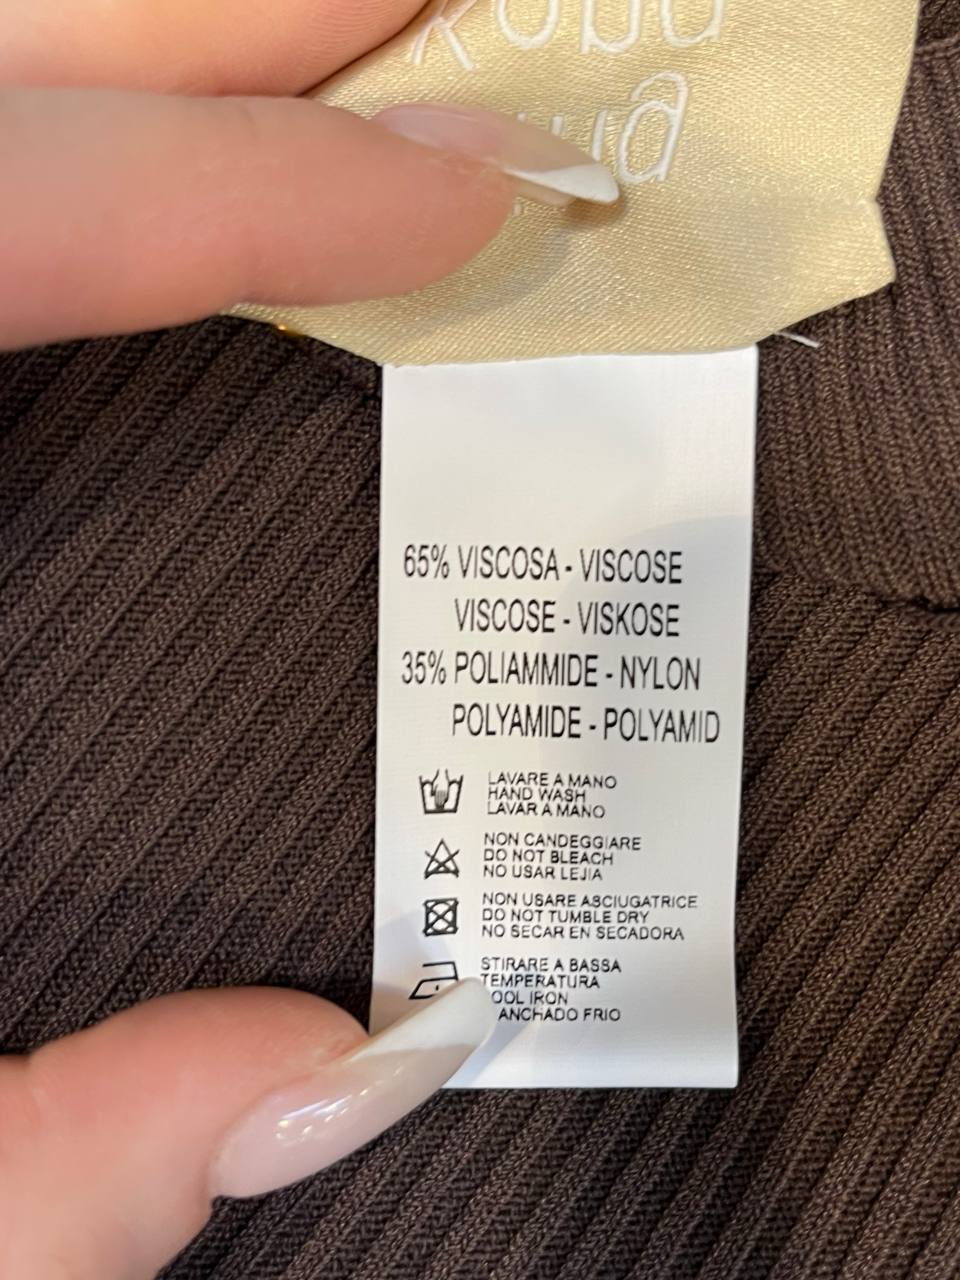 65% VISCOSA - VISCOSE
VISCOSE - VISKOSE
35% POLIAMMIDE - NYLON
POLYAMIDE - POLYAMID
LAVARE A MANO
HAND WASH
LAVAR A MANO
NON CANDEGGIARE
DO NOT BLEACH
NO USAR LEJIA
NON USARE ASCIUGATRICE
DO NOT TUMBLE DRY
NO SECAR EN SECADORA
STIRARE A BASSA
TEMPERATURA
OOL IRON
ANCHADO FRIO